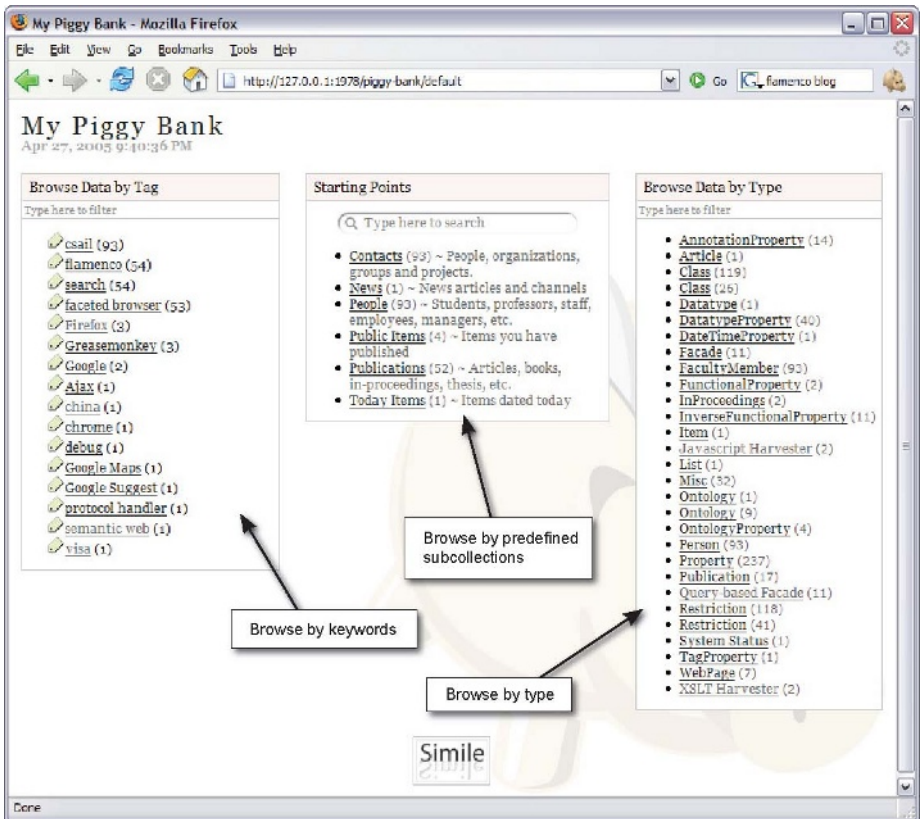 My Piggy Bank - Mozilla Firefox
File Edit View Go Bookmarks Tools Help
http://127.0.0.1:1978/piggy-bank/default
Go
flamenco blog
My Piggy Bank
Apr 27, 2005 9:40:36 PM
Browse Data by Tag
Type here to filter
csail (93)
flamenco (54)
search (54)
faceted browser (53)
Firefox (3)
Greasemonkey (3)
Google (2)
Ajax (1)
china (1)
chrome (1)
debug (1)
Google Maps (1)
Google Suggest (1)
protocol handler (1)
semantic web (1)
visa (1)
Browse by keywords
Starting Points
Type here to search
Contacts (93) ~ People, organizations,
groups and projects.
News (1) ~ News articles and channels
People (93) ~ Students, professors, staff,
employees, managers, etc.
Public Items (4) ~ Items you have
published
Publications (52) ~ Articles, books,
in-proceedings, thesis, etc.
Today Items (1) ~ Items dated today
Browse by predefined
subcollections
Browse Data by Type
Type here to filter
AnnotationProperty (14)
Article (1)
Class (119)
Class (26)
Datatype (1)
DatatypeProperty (40)
DateTimeProperty (1)
Facade (11)
FacultyMember (93)
FunctionalProperty (2)
InProceedings (2)
InverseFunctionalProperty (11)
Item (1)
Javascript Harvester (2)
List (1)
Misc (32)
Ontology (1)
Ontology (9)
OntologyProperty (4)
Person (93)
Property (237)
Publication (17)
Query-based Facade (11)
Restriction (118)
Restriction (41)
System Status (1)
TagProperty (1)
WebPage (7)
XSLT Harvester (2)
Browse by type
Simile
Done